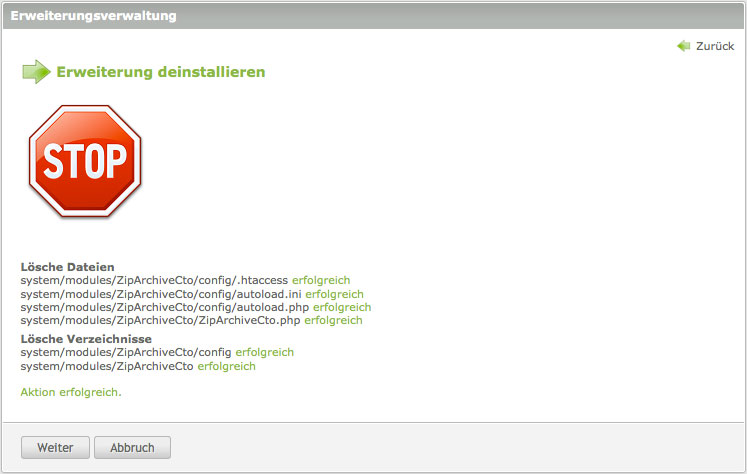 Erweiterungsverwaltung
Zurück
Erweiterung deinstallieren
STOP
Lösche Dateien
system/modules/ZipArchiveCto/config/.htaccess erfolgreich
system/modules/ZipArchiveCto/config/autoload.ini erfolgreich
system/modules/ZipArchiveCto/config/autoload.php erfolgreich
system/modules/ZipArchiveCto/ZipArchiveCto.php erfolgreich
Lösche Verzeichnisse
system/modules/ZipArchiveCto/config erfolgreich
system/modules/ZipArchiveCto erfolgreich
Aktion erfolgreich.
Weiter Abbruch